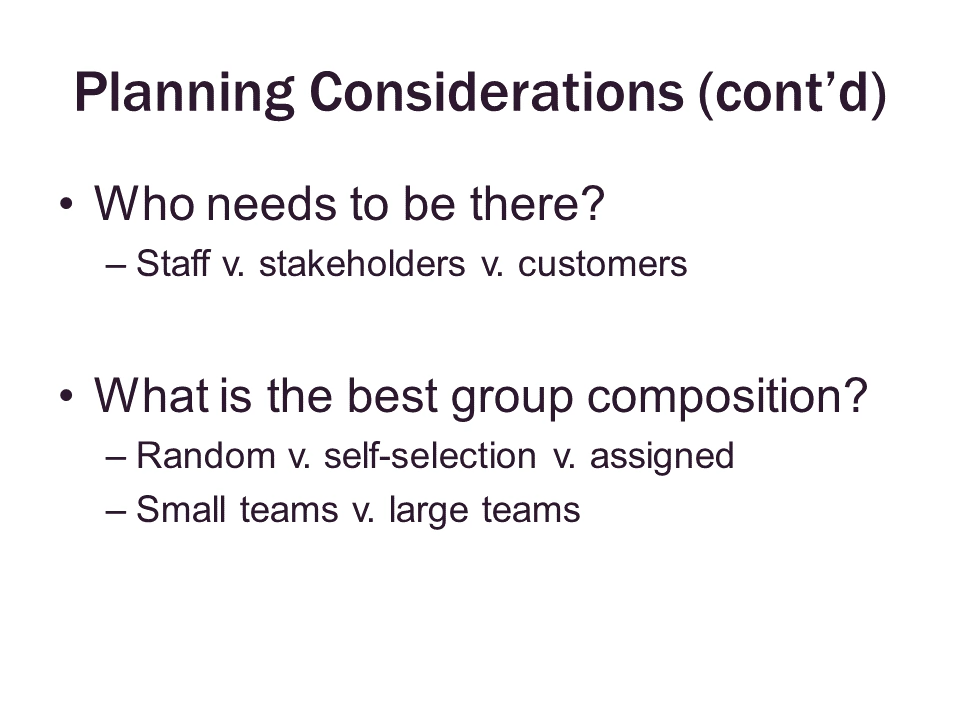 Planning Considerations (cont’d)
• Who needs to be there?
– Staff v. stakeholders v. customers
• What is the best group composition?
– Random v. self-selection v. assigned
– Small teams v. large teams